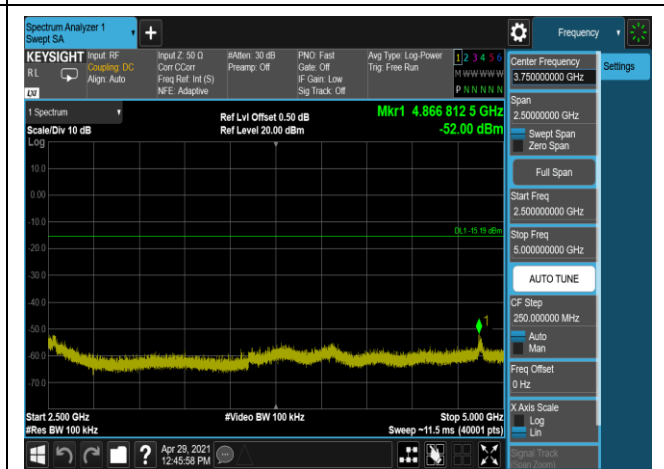 Spectrum Analyzer 1
Swept SA
+
Frequency
KEYSIGHT
RL
LXI
Input: RF
Coupling: DC
Align: Auto
Input Z: 50 Ω
Corr CCorr
Freq Ref: Int (S)
NFE: Adaptive
#Atten: 30 dB
Preamp: Off
PNO: Fast
Gate: Off
IF Gain: Low
Sig Track: Off
Avg Type: Log-Power
Trig: Free Run
1 2 3 4 5 6
M W W W W W
P N N N N N
Center Frequency
3.750000000 GHz
Settings
Span
2.50000000 GHz
Swept Span
Zero Span
Full Span
Start Freq
2.500000000 GHz
Stop Freq
5.000000000 GHz
AUTO TUNE
CF Step
250.000000 MHz
Auto
Man
Freq Offset
0 Hz
X Axis Scale
Log
Lin
Signal Track
(Span Zoom)
1 Spectrum
Scale/Div 10 dB
Ref Lvl Offset 0.50 dB
Ref Level 20.00 dBm
Mkr1 4.866 812 5 GHz
-52.00 dBm
Log
10.0
0.00
-10.0
DL1 -15.19 dBm
-20.0
-30.0
-40.0
1
-50.0
-60.0
-70.0
Start 2.500 GHz
#Video BW 100 kHz
Stop 5.000 GHz
#Res BW 100 kHz
Sweep ~11.5 ms (40001 pts)
?
Apr 29, 2021
12:45:58 PM